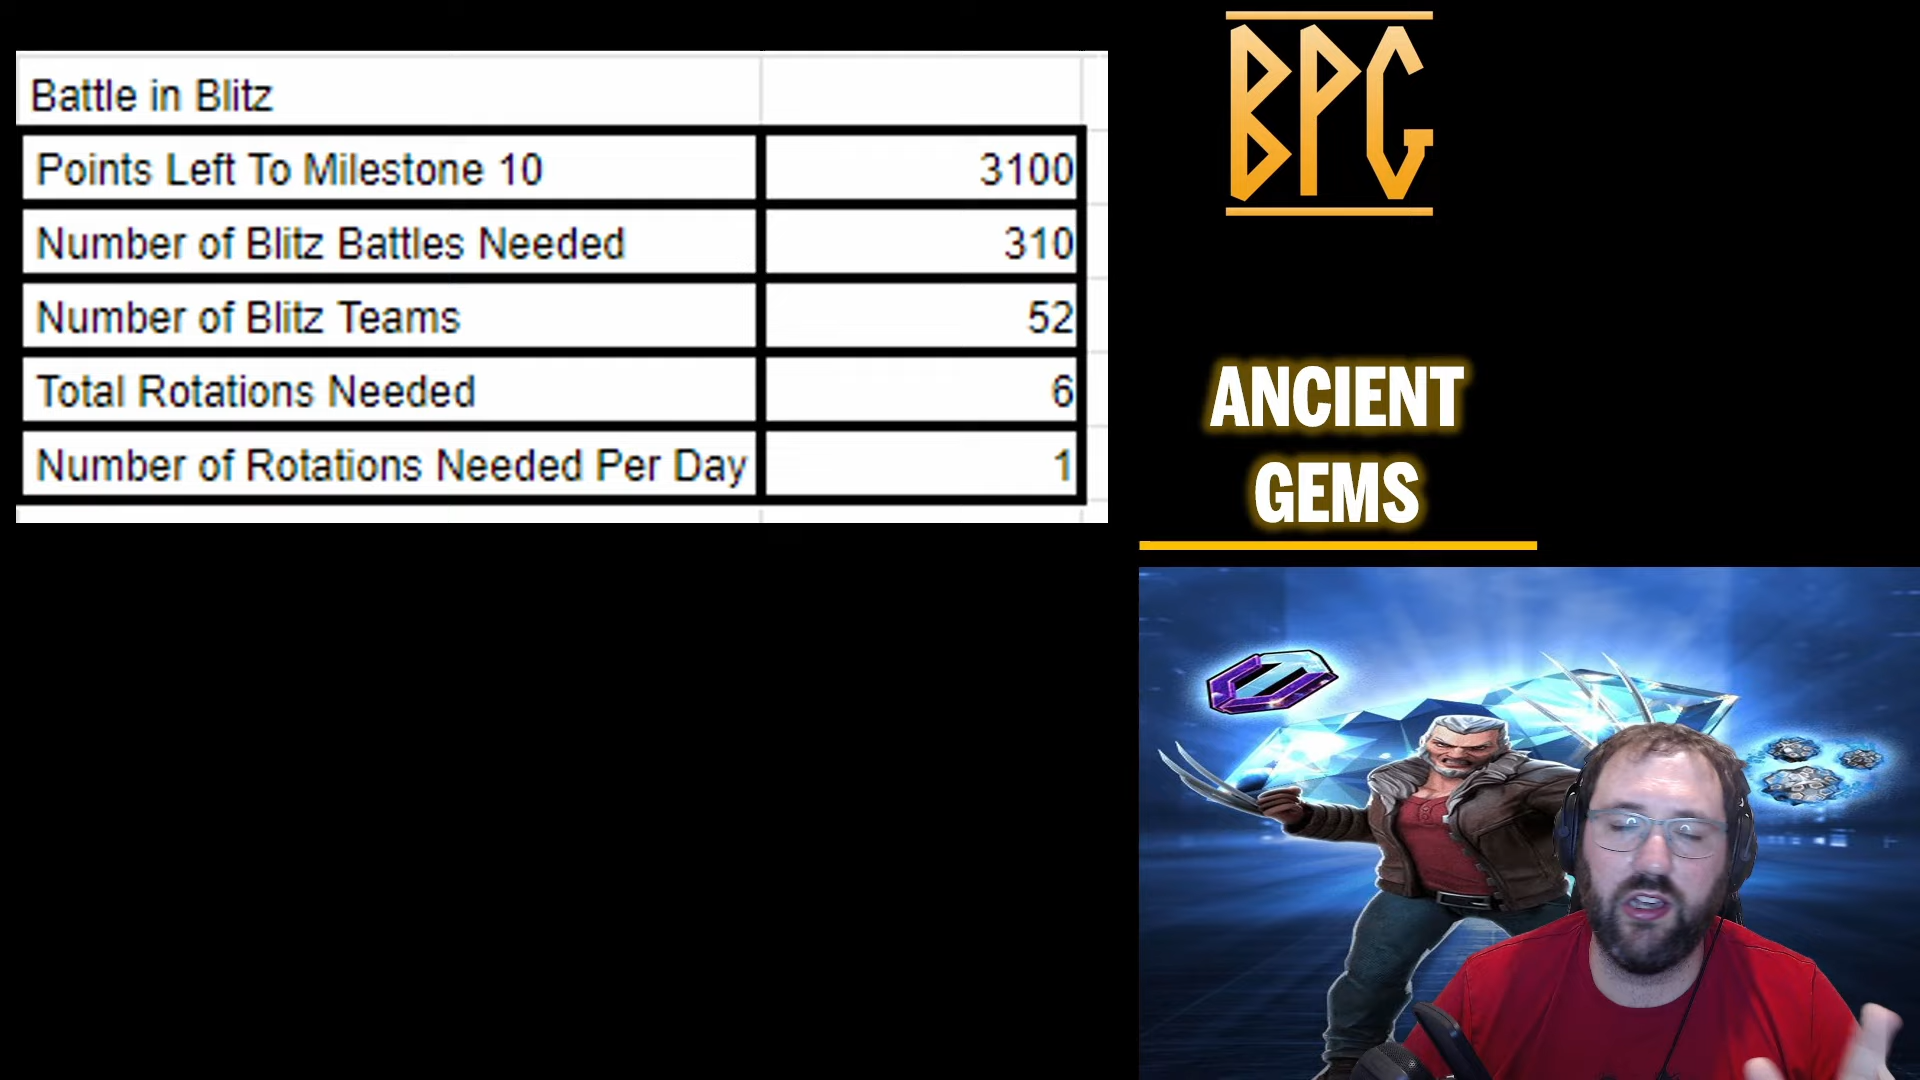 Battle in Blitz
Points Left To Milestone 10 3100
Number of Blitz Battles Needed 310
Number of Blitz Teams 52
Total Rotations Needed 6
Number of Rotations Needed Per Day 1
BPG
ANCIENT
GEMS